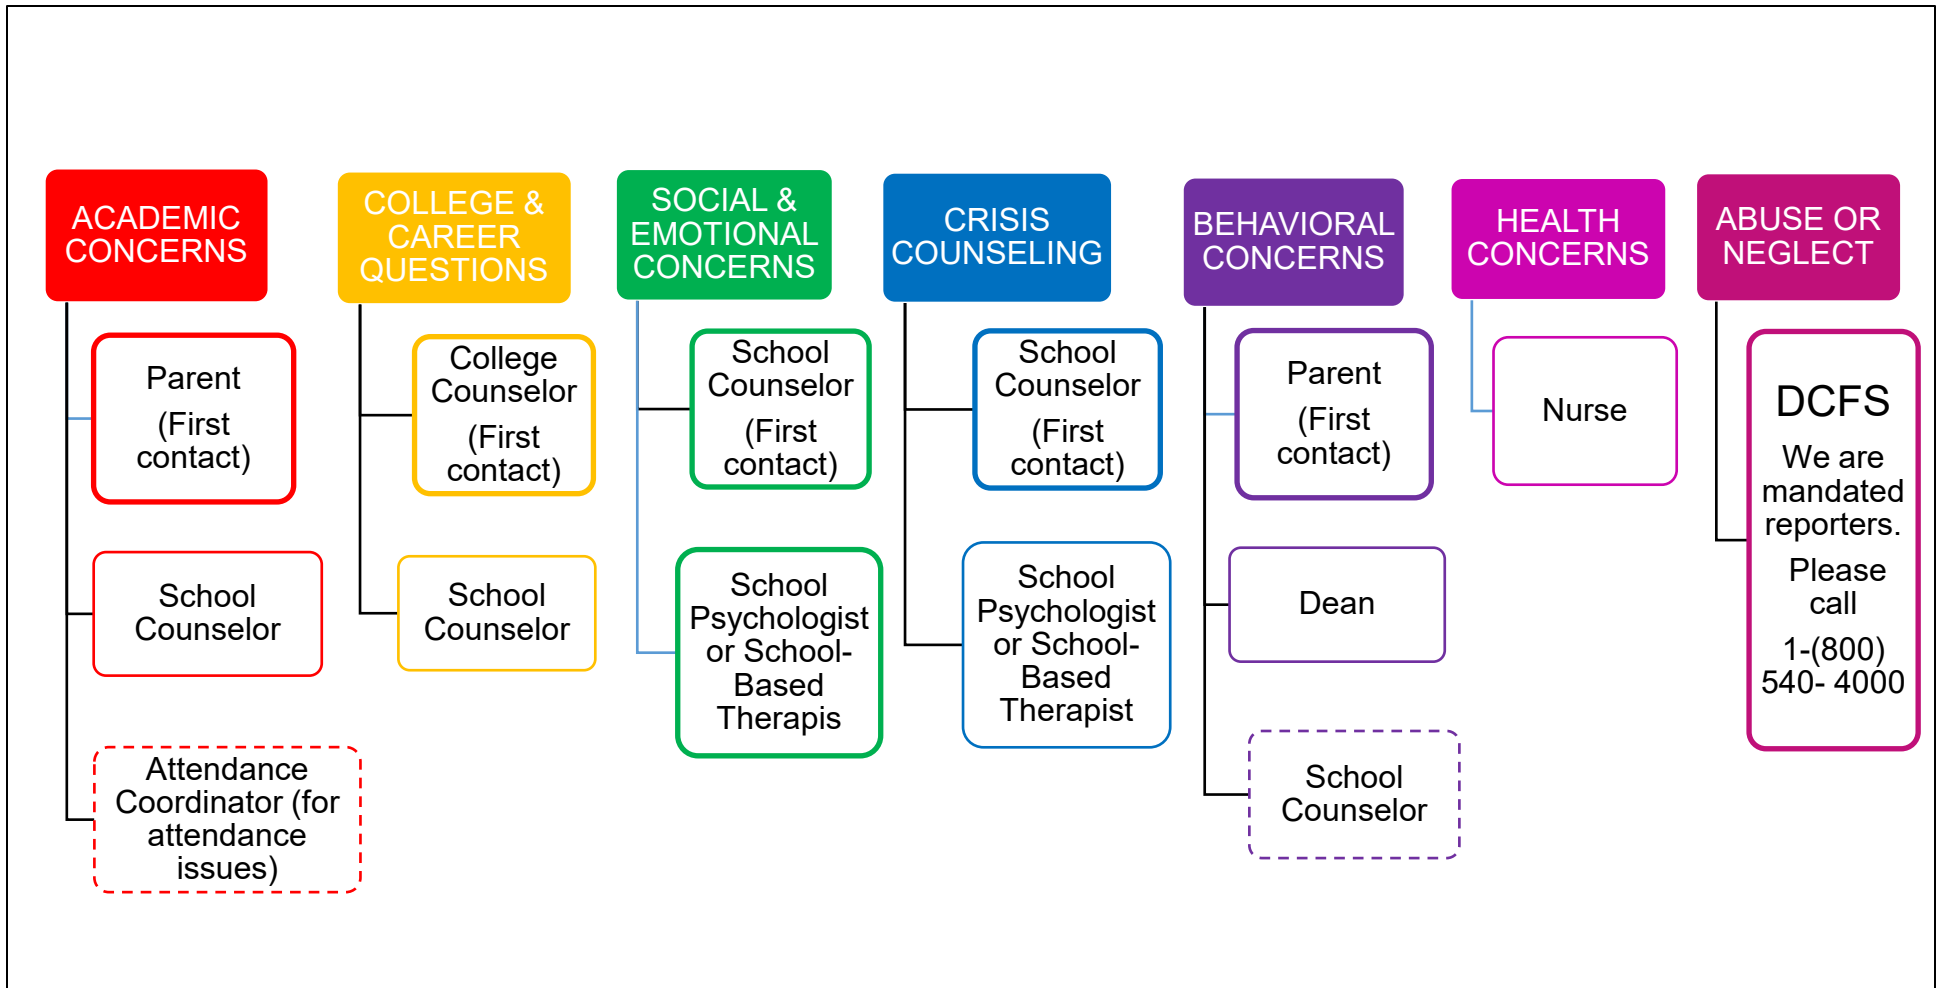 ACADEMIC
CONCERNS
Parent
(First
contact)
School
Counselor
Attendance
Coordinator (for
attendance
issues)
COLLEGE &
CAREER
QUESTIONS
College
Counselor
(First
contact)
School
Counselor
SOCIAL &
EMOTIONAL
CONCERNS
School
Counselor
(First
contact)
School
Psychologist
or School-
Based
Therapis
CRISIS
COUNSELING
School
Counselor
(First
contact)
School
Psychologist
or School-
Based
Therapist
BEHAVIORAL
CONCERNS
Parent
(First
contact)
Dean
School
Counselor
HEALTH
CONCERNS
Nurse
ABUSE OR
NEGLECT
DCFS
We are
mandated
reporters.
Please
call
1-(800)
540- 4000